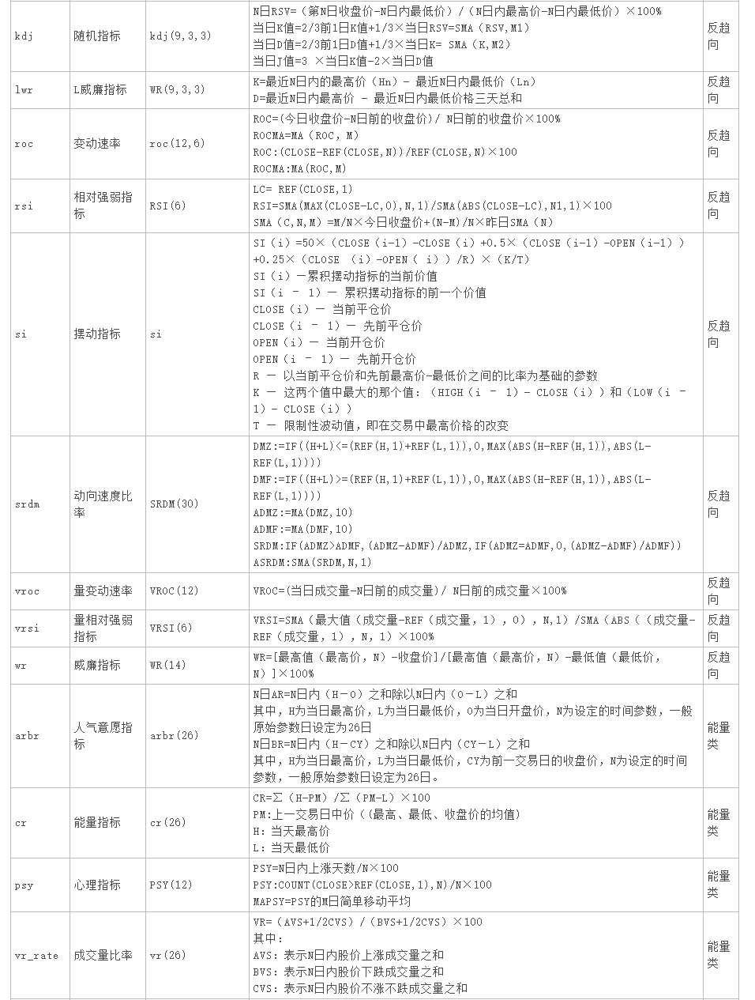 N日RSV=（第N日收盘价-N日内最低价）/（N日内最高价-N日内最低价）×100%
当日K值=2/3前1日K值+1/3×当日RSV=SMA（RSV,M1）
kdj 随机指标 kdj(9,3,3) 当日D值=2/3前1日D值+1/3×当日K= SMA（K,M2） 反趋向
当日J值=3 ×当日K值-2×当日D值
lwr L威廉指标 WR(9,3,3) K=最近N日内的最高价（Hn）- 最近N日内最低价（Ln） 反趋向
D=最近N日内最高价 - 最近N日内最低价格三天总和
ROC=(今日收盘价-N日前的收盘价)/ N日前的收盘价×100%
roc 变动速率 roc(12,6) ROCMA=MA（ROC，M） 反趋向
ROC:(CLOSE-REF(CLOSE,N))/REF(CLOSE,N)×100
ROCMA:MA(ROC,M)
LC= REF(CLOSE,1)
rsi 相对强弱指标 RSI(6) RSI=SMA(MAX(CLOSE-LC,0),N,1)/SMA(ABS(CLOSE-LC),N1,1)×100 反趋向
SMA（C,N,M）=M/N×今日收盘价+(N-M)/N×昨日SMA（N）
SI（i）=50×（CLOSE（i-1）-CLOSE（i）+0.5×（CLOSE（i-1）-OPEN（i-1））
+0.25×（CLOSE （i）-OPEN（ i））/R）×（K/T）
SI（i）—累积摆动指标的当前价值
SI（i - 1）— 累积摆动指标的前一个价值
CLOSE（i）— 当前平仓价
si 摆动指标 si CLOSE（i - 1）— 先前平仓价 反趋向
OPEN（i）— 当前开仓价
OPEN（i - 1）— 先前开仓价
R — 以当前平仓价和先前最高价-最低价之间的比率为基础的参数
K — 这两个值中最大的那个值：（HIGH（i - 1）- CLOSE（i））和（LOW（i -
1）- CLOSE（i））
T — 限制性波动值，即在交易中最高价格的改变
DMZ:=IF((H+L)<=(REF(H,1)+REF(L,1)),0,MAX(ABS(H-REF(H,1)),ABS(L-
REF(L,1))))
DMF:=IF((H+L)>=(REF(H,1)+REF(L,1)),0,MAX(ABS(H-REF(H,1)),ABS(L-
REF(L,1))))
srdm 动向速度比率 SRDM(30) ADMZ:=MA(DMZ,10) 反趋向
ADMF:=MA(DMF,10)
SRDM:IF(ADMZ>ADMF,(ADMZ-ADMF)/ADMZ,IF(ADMZ=ADMF,0,(ADMZ-ADMF)/ADMF))
ASRDM:SMA(SRDM,N,1)
vroc 量变动速率 VROC(12) VROC=(当日成交量-N日前的成交量)/ N日前的成交量×100% 反趋向
vrsi 量相对强弱指标 VRSI(6) VRSI=SMA（最大值（成交量-REF（成交量，1），0），N,1）/SMA（ABS（（成交量- 反趋向
REF（成交量，1），N，1）×100%
wr 威廉指标 WR(14) WR=[最高值（最高价，N）-收盘价]/[最高值（最高价，N）-最低值（最低价， 反趋向
N）]×100%
N日AR=N日内（H－O）之和除以N日内（O－L）之和
其中，H为当日最高价，L为当日最低价，O为当日开盘价，N为设定的时间参数，一般
arbr 人气意愿指标 arbr(26) 原始参数日设定为26日 能量类
N日BR=N日内（H－CY）之和除以N日内（CY－L）之和
其中，H为当日最高价，L为当日最低价，CY为前一交易日的收盘价，N为设定的时间
参数，一般原始参数日设定为26日。
CR=∑（H-PM）/∑（PM-L）×100
cr 能量指标 cr(26) PM:上一交易日中价（(最高、最低、收盘价的均值) 能量类
H：当天最高价
L：当天最低价
PSY=N日内上涨天数/N×100
psy 心理指标 PSY(12) PSY:COUNT(CLOSE>REF(CLOSE,1),N)/N×100 能量类
MAPSY=PSY的M日简单移动平均
VR=（AVS+1/2CVS）/（BVS+1/2CVS）×100
其中：
vr_rate 成交量比率 vr(26) AVS：表示N日内股价上涨成交量之和 能量类
BVS：表示N日内股价下跌成交量之和
CVS：表示N日内股价不涨不跌成交量之和